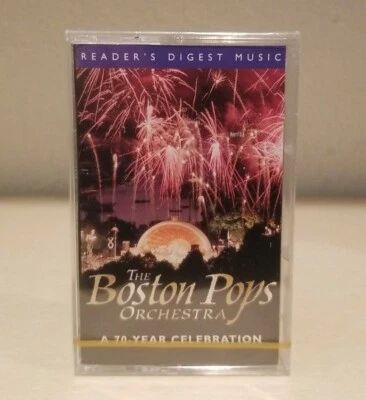 READER'S DIGEST MUSIC
THE
BOSTON POPS
ORCHESTRA
A 70-YEAR CELEBRATION